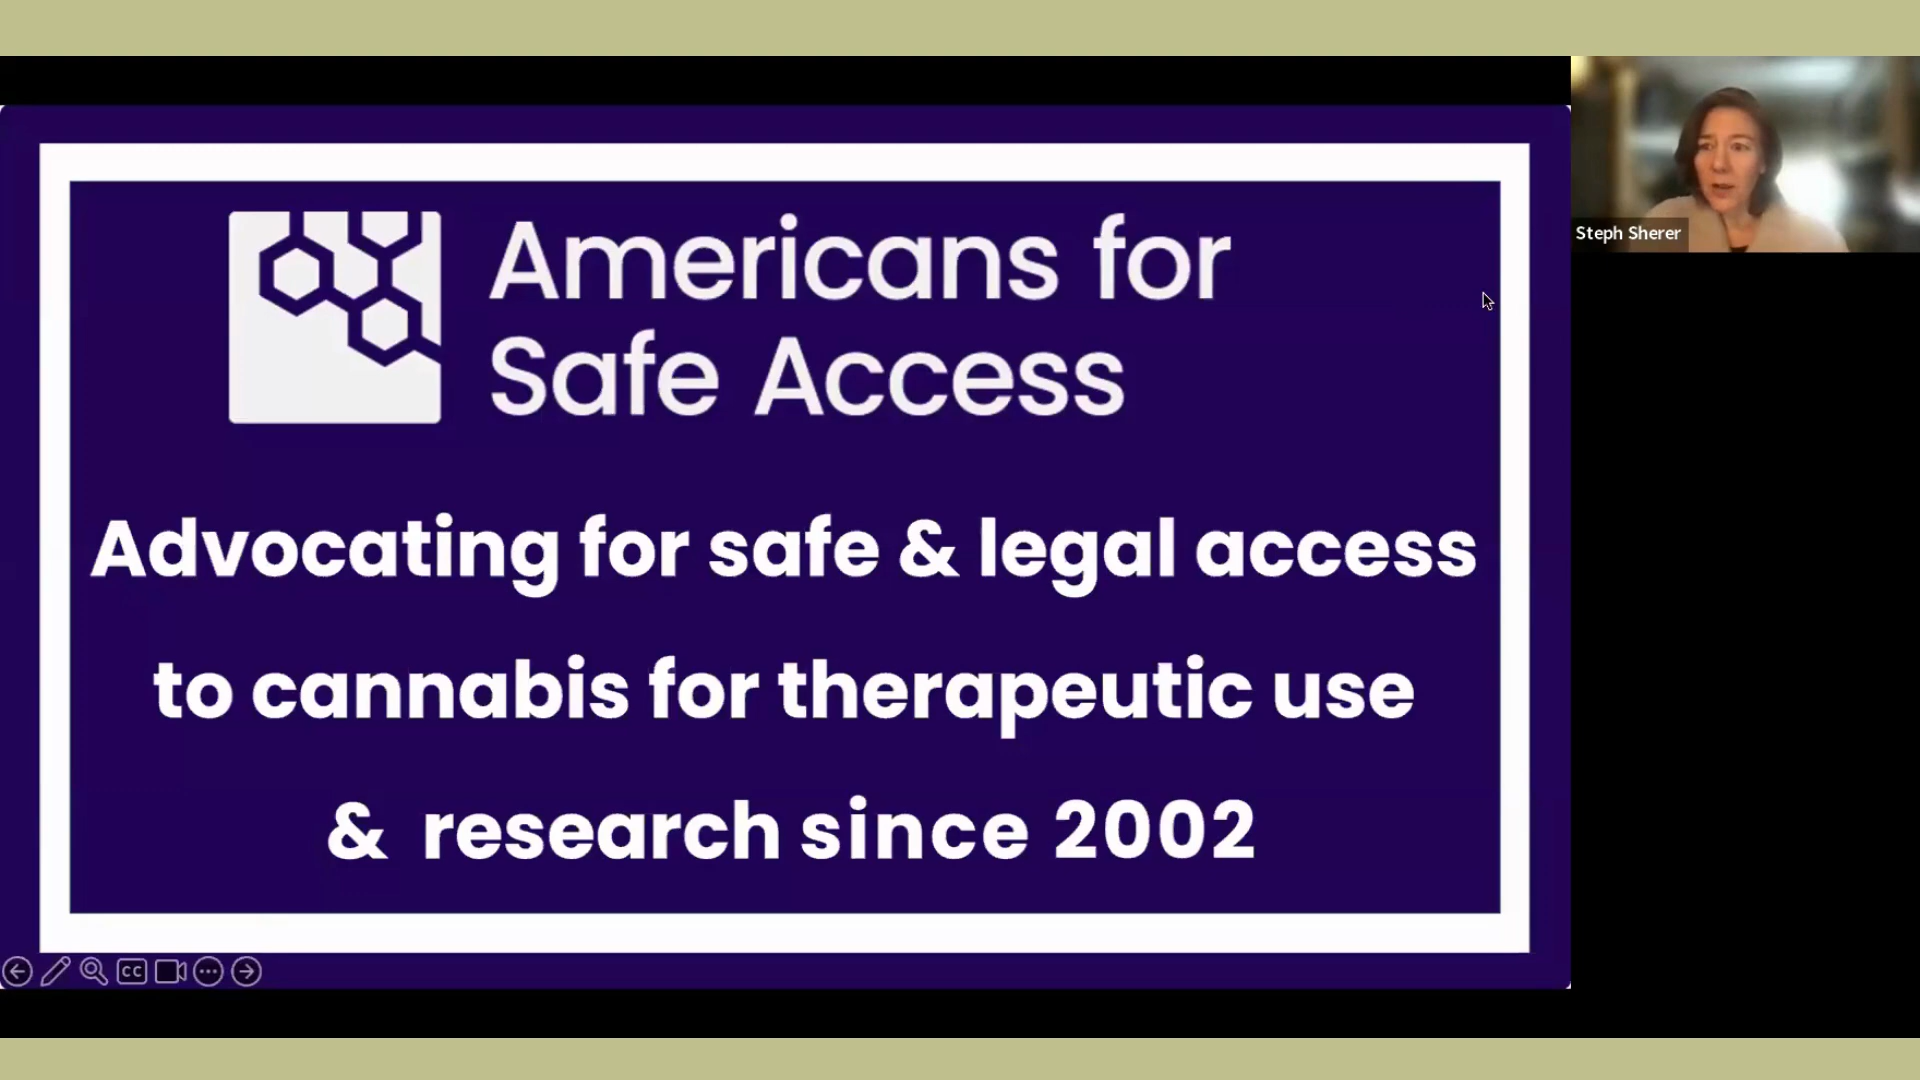 Americans for
Safe Access
Advocating for safe & legal access
to cannabis for therapeutic use
& research since 2002
Steph Sherer
CC